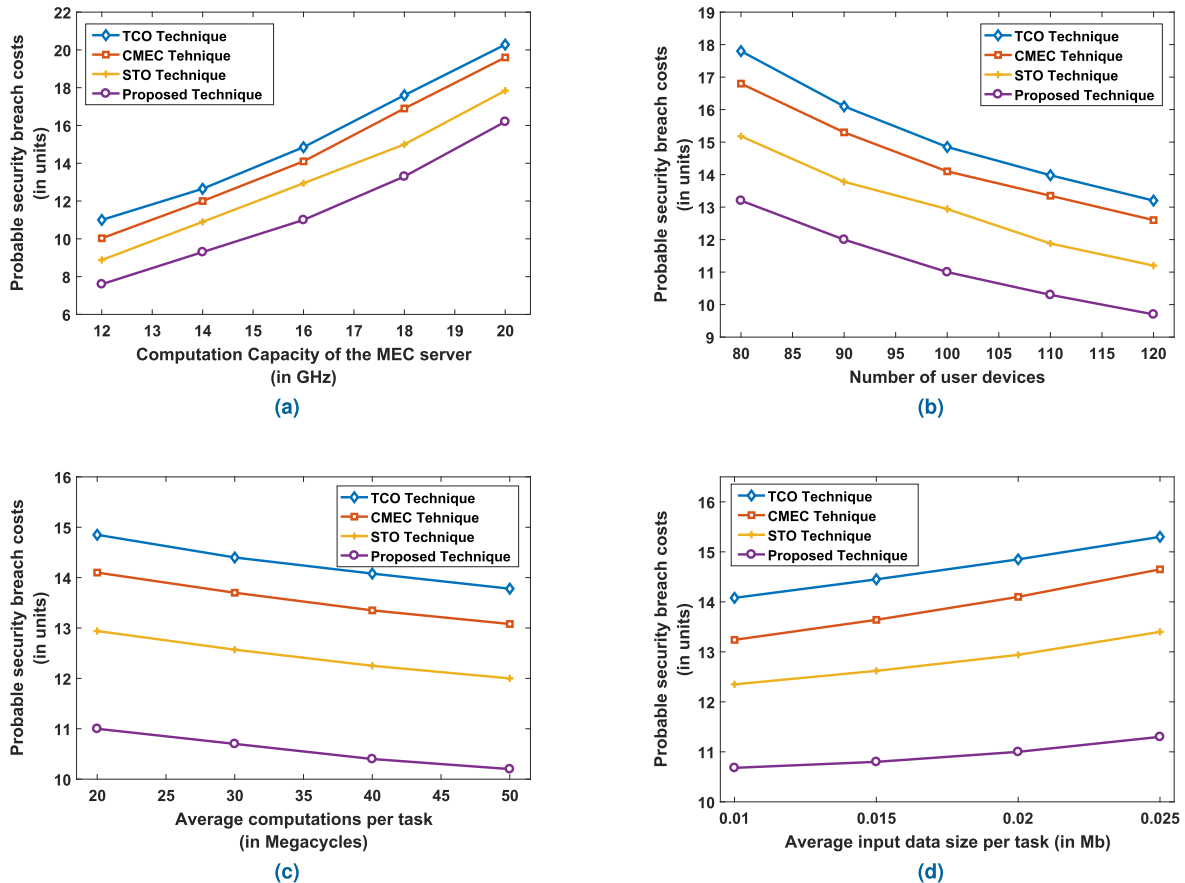 22
20
18
16
14
12
10
8
6
Probable security breach costs
(in units)
TCO Technique
CMEC Tehnique
STO Technique
Proposed Technique
12 13 14 15 16 17 18 19 20
Computation Capacity of the MEC server
(in GHz)
(a)
19
18
17
16
15
14
13
12
11
10
9
Probable security breach costs
(in units)
TCO Technique
CMEC Tehnique
STO Technique
Proposed Technique
80 85 90 95 100 105 110 115 120
Number of user devices
(b)
16
15
14
13
12
11
10
Probable security breach costs
(in units)
TCO Technique
CMEC Tehnique
STO Technique
Proposed Technique
20 25 30 35 40 45 50
Average computations per task
(in Megacycles)
(c)
16
15
14
13
12
11
10
Probable security breach costs
(in units)
TCO Technique
CMEC Tehnique
STO Technique
Proposed Technique
0.01 0.015 0.02 0.025
Average input data size per task (in Mb)
(d)